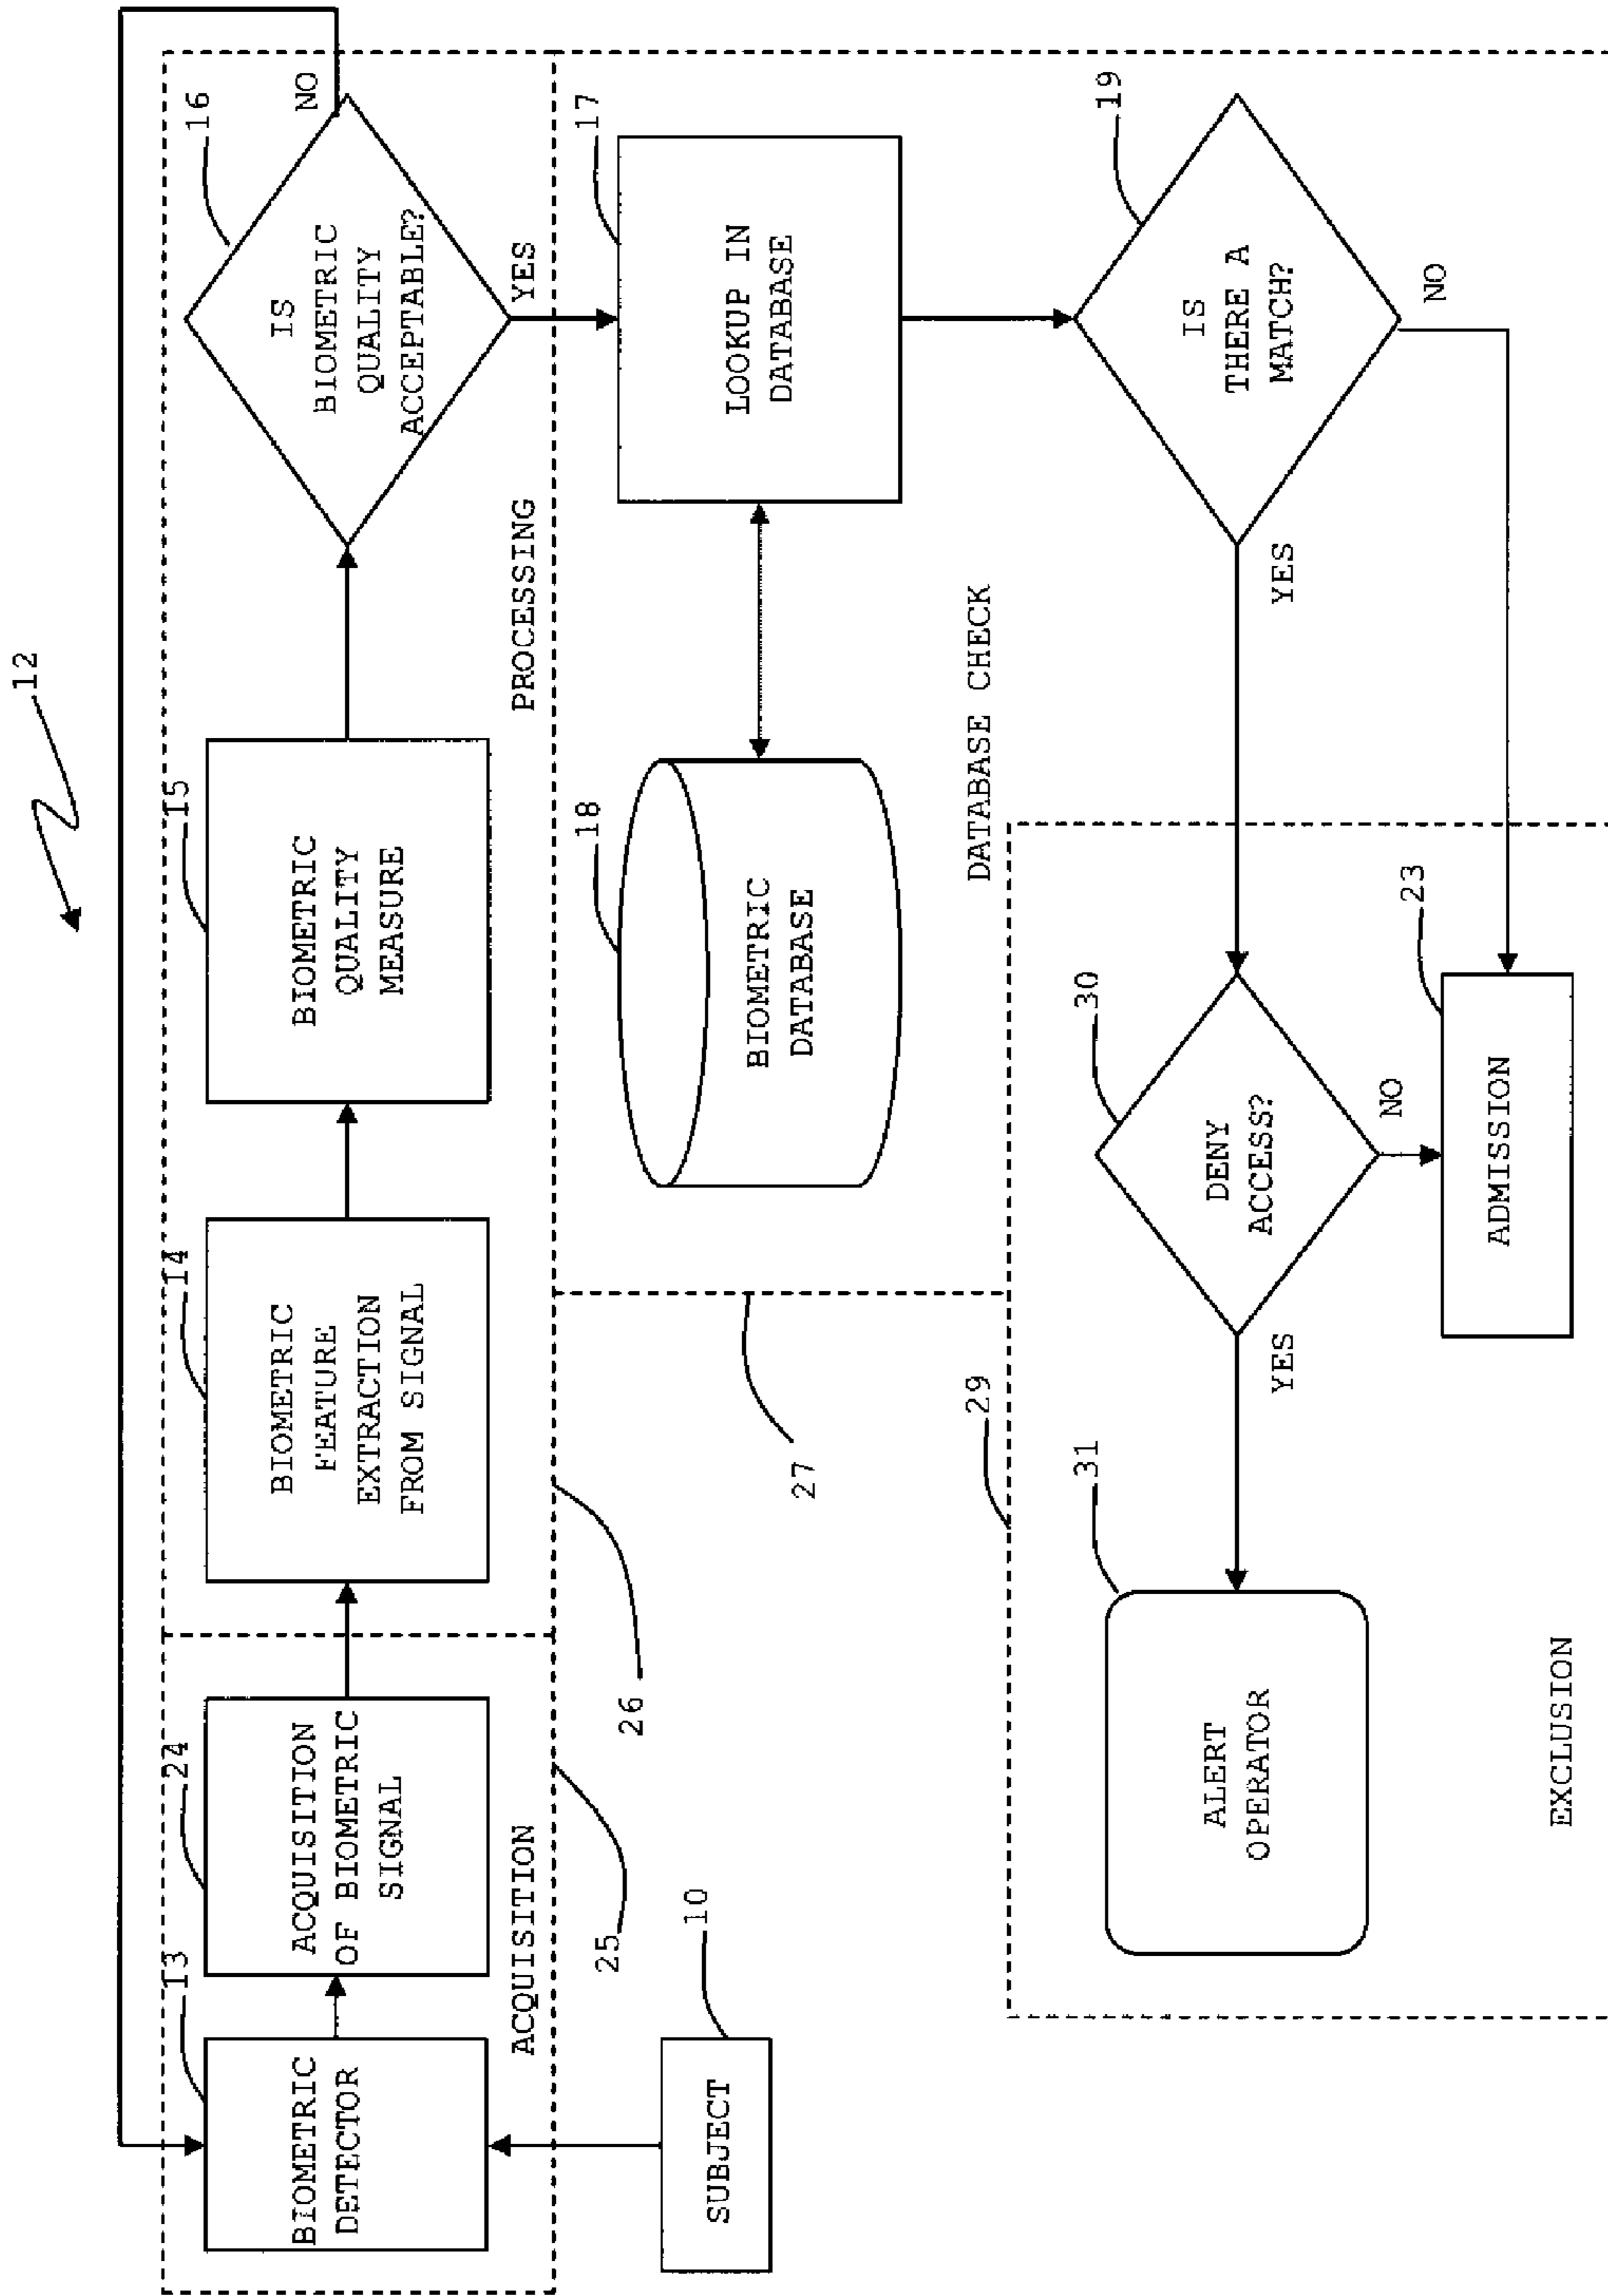 12
13
BIOMETRIC
DETECTOR
24
ACQUISITION
OF BIOMETRIC
SIGNAL
14
BIOMETRIC
FEATURE
EXTRACTION
FROM SIGNAL
15
BIOMETRIC
QUALITY
MEASURE
16
IS
BIOMETRIC
QUALITY
ACCEPTABLE?
NO
YES
ACQUISITION
PROCESSING
25
26
10
SUBJECT
18
BIOMETRIC
DATABASE
17
LOOKUP IN
DATABASE
27
DATABASE CHECK
29
31
ALERT
OPERATOR
YES
30
DENY
ACCESS?
NO
YES
19
IS
THERE A
MATCH?
NO
23
ADMISSION
EXCLUSION